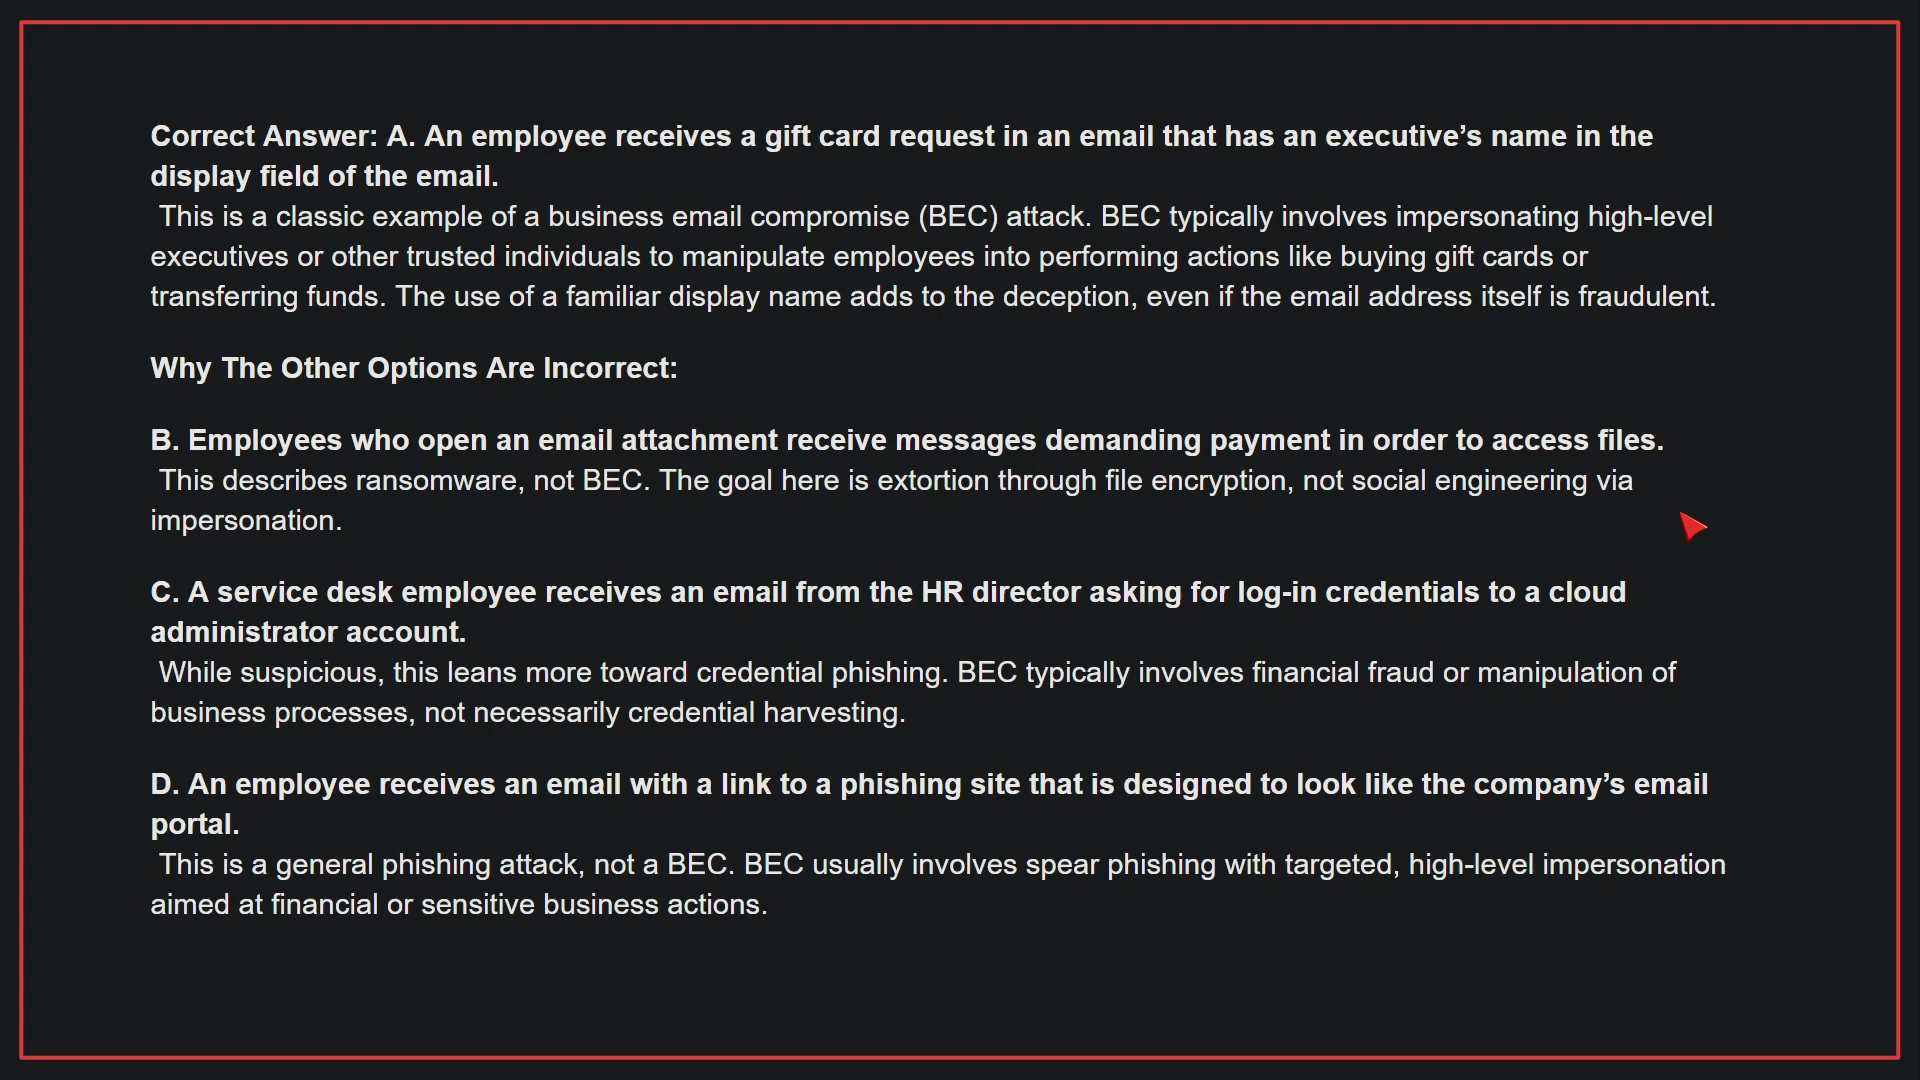 Correct Answer: A. An employee receives a gift card request in an email that has an executive’s name in the
display field of the email.
This is a classic example of a business email compromise (BEC) attack. BEC typically involves impersonating high-level
executives or other trusted individuals to manipulate employees into performing actions like buying gift cards or
transferring funds. The use of a familiar display name adds to the deception, even if the email address itself is fraudulent.
Why The Other Options Are Incorrect:
B. Employees who open an email attachment receive messages demanding payment in order to access files.
This describes ransomware, not BEC. The goal here is extortion through file encryption, not social engineering via
impersonation.
C. A service desk employee receives an email from the HR director asking for log-in credentials to a cloud
administrator account.
While suspicious, this leans more toward credential phishing. BEC typically involves financial fraud or manipulation of
business processes, not necessarily credential harvesting.
D. An employee receives an email with a link to a phishing site that is designed to look like the company’s email
portal.
This is a general phishing attack, not a BEC. BEC usually involves spear phishing with targeted, high-level impersonation
aimed at financial or sensitive business actions.